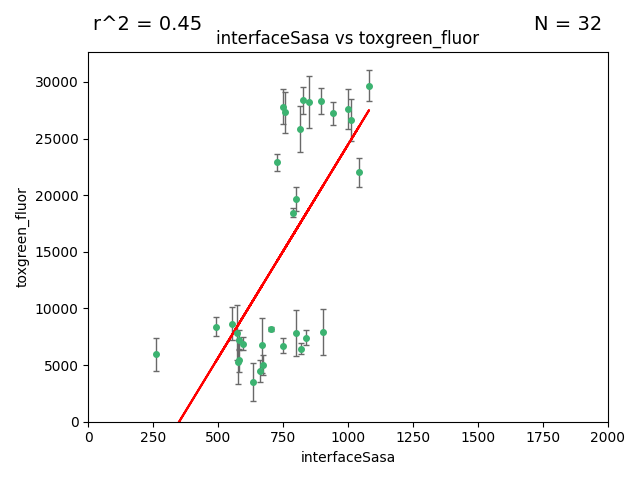 r^2 = 0.45
N = 32
interfaceSasa vs toxgreen_fluor
30000
25000
20000
15000
10000
5000
0
toxgreen_fluor
0 250 500 750 1000 1250 1500 1750 2000
interfaceSasa